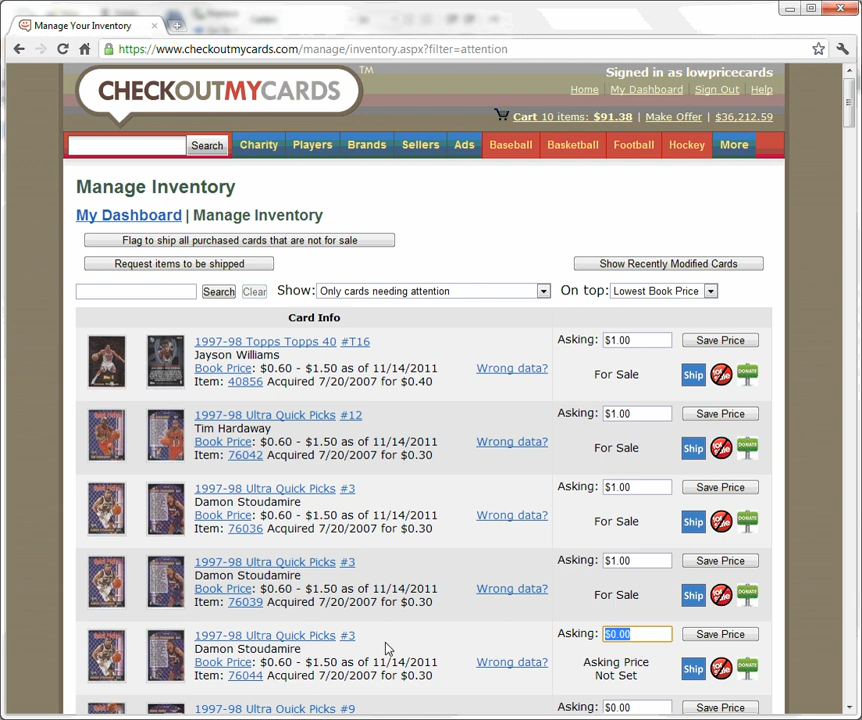 Manage Your Inventory
https://www.checkoutmycards.com/manage/inventory.aspx?filter=attention
CHECKOUTMYCARDS TM
Signed in as lowpricecards
Home | My Dashboard | Sign Out | Help
Cart 10 items: $91.38 | Make Offer | $36,212.59
Search Charity Players Brands Sellers Ads Baseball Basketball Football Hockey More
Manage Inventory
My Dashboard | Manage Inventory
Flag to ship all purchased cards that are not for sale
Request items to be shipped Show Recently Modified Cards
Search Clear Show: Only cards needing attention On top: Lowest Book Price
Card Info
1997-98 Topps Topps 40 #T16 Asking: $1.00 Save Price
Jayson Williams
Book Price: $0.60 - $1.50 as of 11/14/2011 Wrong data? For Sale Ship for sale DONATE
Item: 40856 Acquired 7/20/2007 for $0.40
1997-98 Ultra Quick Picks #12 Asking: $1.00 Save Price
Tim Hardaway
Book Price: $0.60 - $1.50 as of 11/14/2011 Wrong data? For Sale Ship for sale DONATE
Item: 76042 Acquired 7/20/2007 for $0.30
1997-98 Ultra Quick Picks #3 Asking: $1.00 Save Price
Damon Stoudamire
Book Price: $0.60 - $1.50 as of 11/14/2011 Wrong data? For Sale Ship for sale DONATE
Item: 76036 Acquired 7/20/2007 for $0.30
1997-98 Ultra Quick Picks #3 Asking: $1.00 Save Price
Damon Stoudamire
Book Price: $0.60 - $1.50 as of 11/14/2011 Wrong data? For Sale Ship for sale DONATE
Item: 76039 Acquired 7/20/2007 for $0.30
1997-98 Ultra Quick Picks #3 Asking: $0.00 Save Price
Damon Stoudamire
Book Price: $0.60 - $1.50 as of 11/14/2011 Wrong data? Asking Price Not Set Ship for sale DONATE
Item: 76044 Acquired 7/20/2007 for $0.30
1997-98 Ultra Quick Picks #9 Asking: $0.00 Save Price